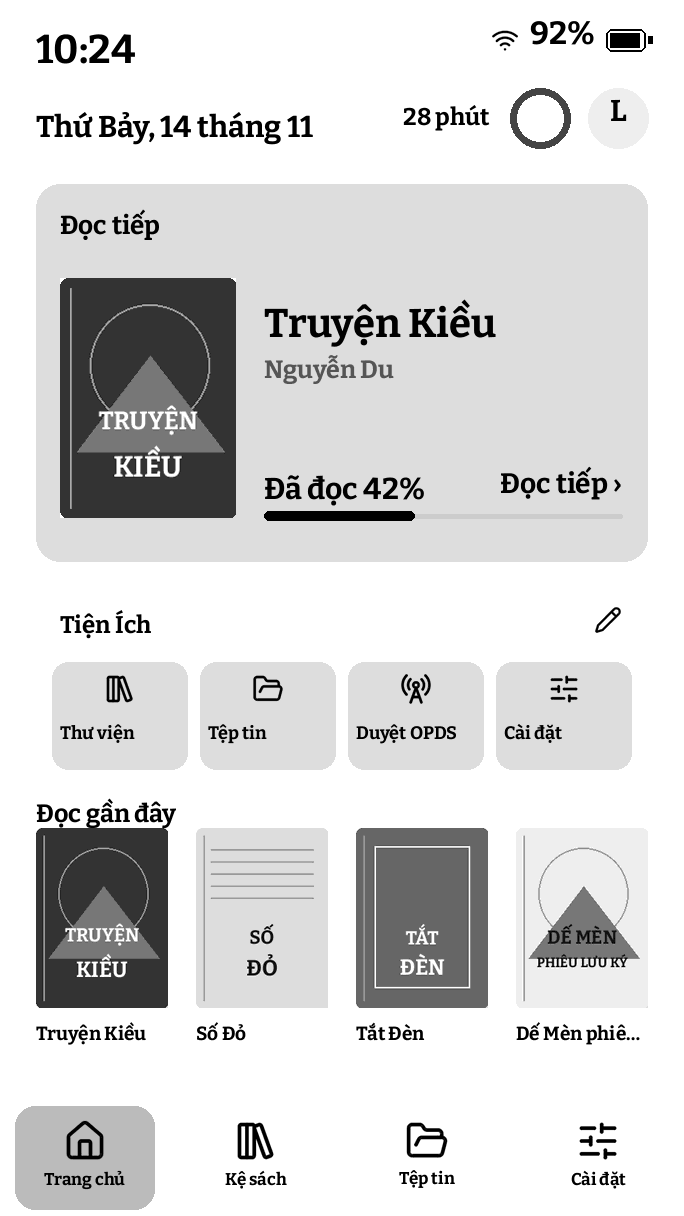 10:24
92%
Thứ Bảy, 14 tháng 11
28 phút
L
Đọc tiếp
TRUYỆN
KIỀU
Truyện Kiều
Nguyễn Du
Đã đọc 42%
Đọc tiếp ›
Tiện Ích
Thư viện
Tệp tin
Duyệt OPDS
Cài đặt
Đọc gần đây
TRUYỆN
KIỀU
SỐ
ĐỎ
TẮT
ĐÈN
DẾ MÈN
PHIÊU LƯU KÝ
Truyện Kiều
Số Đỏ
Tắt Đèn
Dế Mèn phiê...
Trang chủ
Kệ sách
Tệp tin
Cài đặt